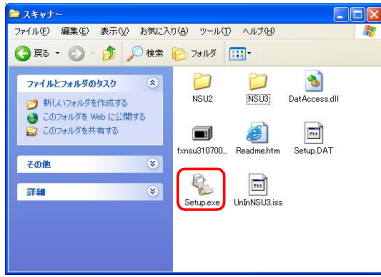 スキャナー
ファイル(F) 編集(E) 表示(V) お気に入り(A) ツール(T) ヘルプ(H)
戻る 検索 フォルダ
ファイルとフォルダのタスク
新しいフォルダを作成する
このフォルダを Web に公開する
このフォルダを共有する
その他
詳細
NSU2 NSU3 DatAccess.dll
fxnsu310700... Readme.htm Setup.DAT
Setup.exe UnInNSU3.iss